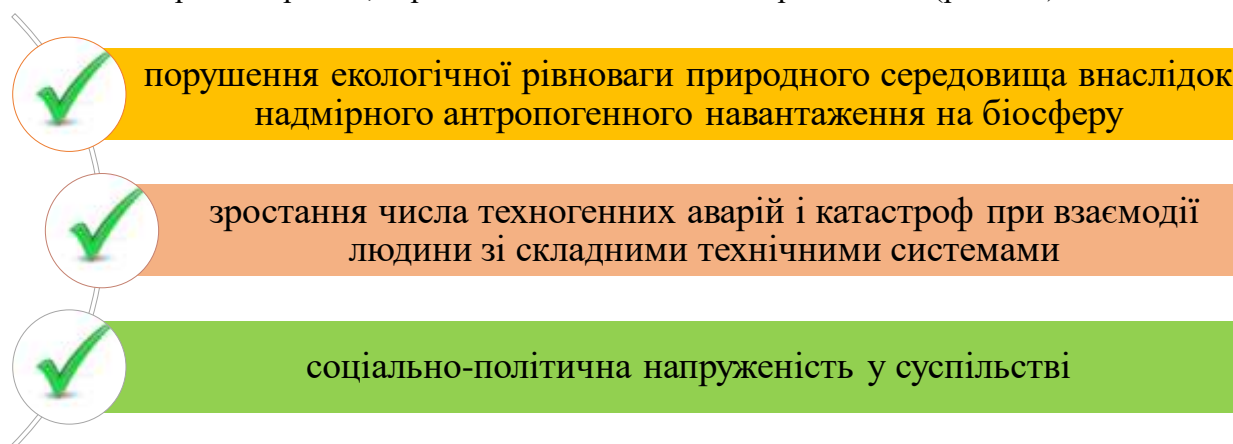 порушення екологічної рівноваги природного середовища внаслідок
надмірного антропогенного навантаження на біосферу
зростання числа техногенних аварій і катастроф при взаємодії
людини зі складними технічними системами
соціально-політична напруженість у суспільстві